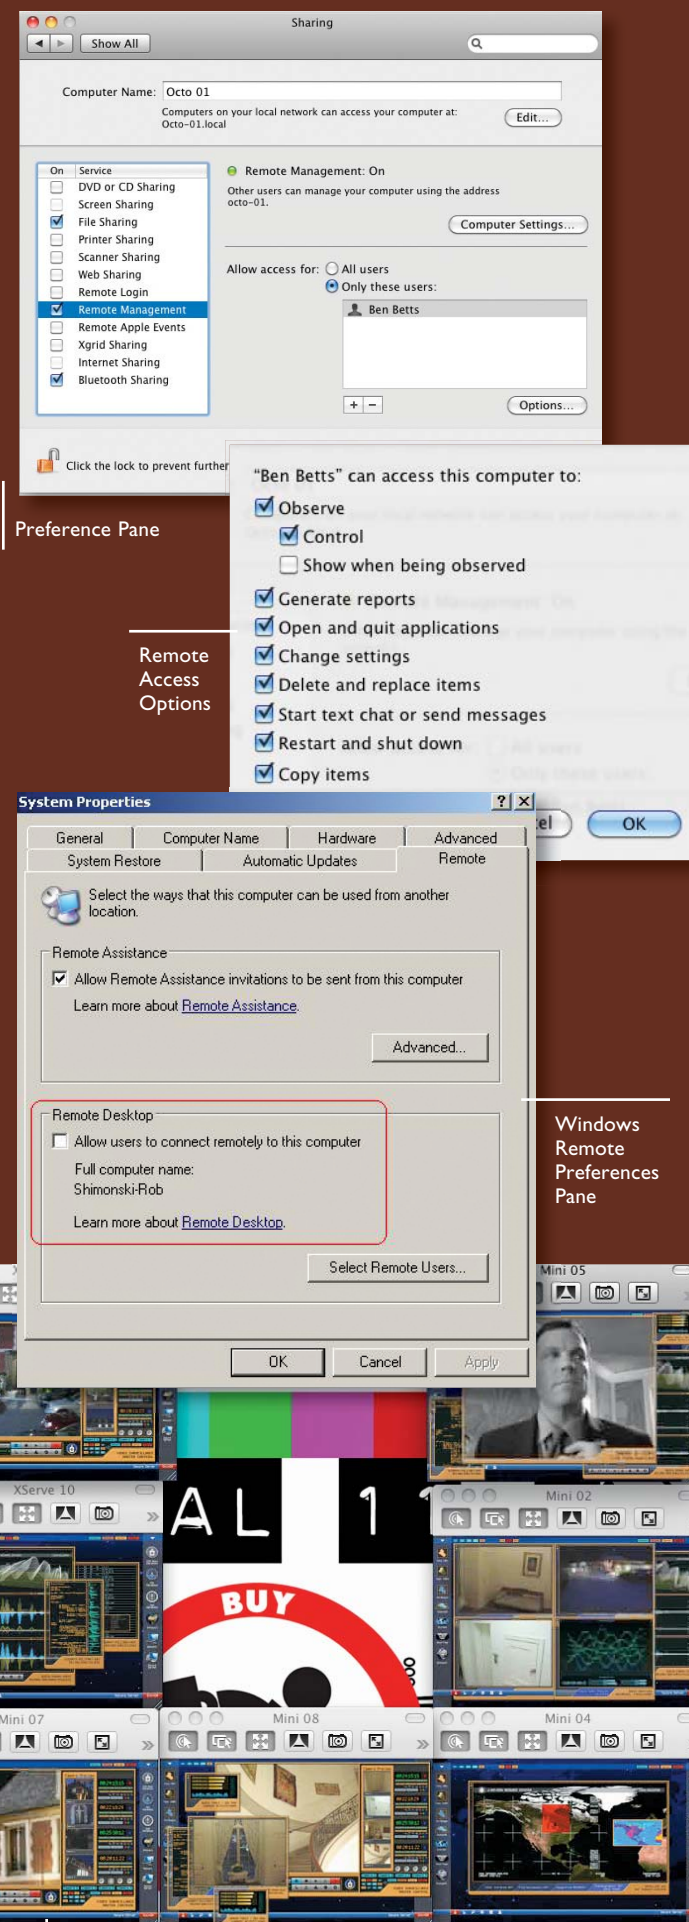 Sharing
Show All
Computer Name: Octo 01
Computers on your local network can access your computer at:
Octo-01.local
Edit...
On Service
DVD or CD Sharing
Screen Sharing
File Sharing
Printer Sharing
Scanner Sharing
Web Sharing
Remote Login
Remote Management
Remote Apple Events
Xgrid Sharing
Internet Sharing
Bluetooth Sharing
Remote Management: On
Other users can manage your computer using the address
octo-01.
Computer Settings...
Allow access for: All users
Only these users:
Ben Betts
+ −
Options...
Click the lock to prevent further
Preference Pane
“Ben Betts” can access this computer to:
Observe
Control
Show when being observed
Generate reports
Open and quit applications
Change settings
Delete and replace items
Start text chat or send messages
Restart and shut down
Copy items
OK
Remote
Access
Options
System Properties
General Computer Name Hardware Advanced
System Restore Automatic Updates Remote
Select the ways that this computer can be used from another
location.
Remote Assistance
Allow Remote Assistance invitations to be sent from this computer
Learn more about Remote Assistance.
Advanced...
Remote Desktop
Allow users to connect remotely to this computer
Full computer name:
Shimonski-Rob
Learn more about Remote Desktop.
Select Remote Users...
OK Cancel Apply
Windows
Remote
Preferences
Pane
Mini 05
XServe 10
AL 11
Mini 02
BUY
Mini 07
Mini 08
Mini 04